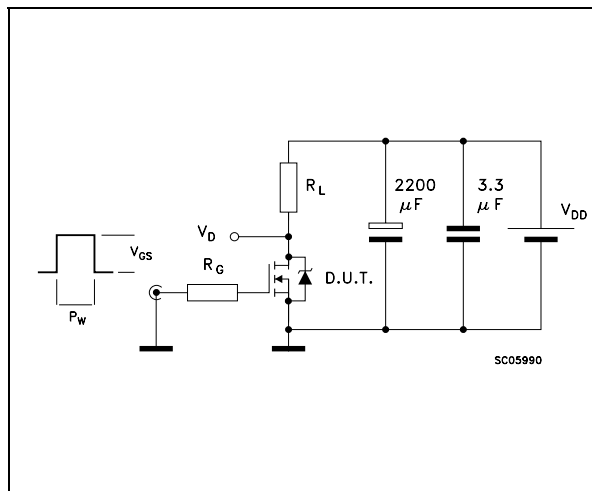 R_L
2200
μF
3.3
μF
V_DD
V_D
V_GS
R_G
D.U.T.
P_W
SC05990